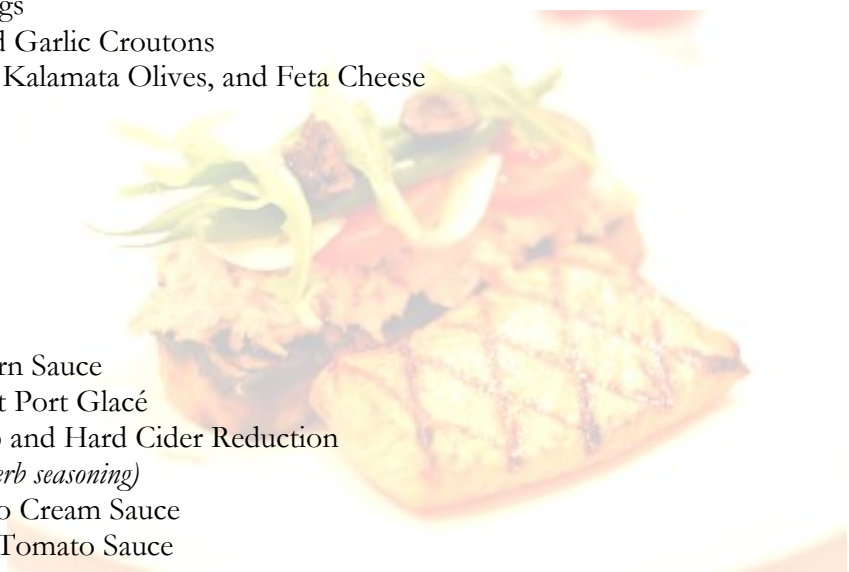 gs
Garlic Croutons
Kalamata Olives, and Feta Cheese
rn Sauce
t Port Glacé
and Hard Cider Reduction
erb seasoning)
o Cream Sauce
Tomato Sauce